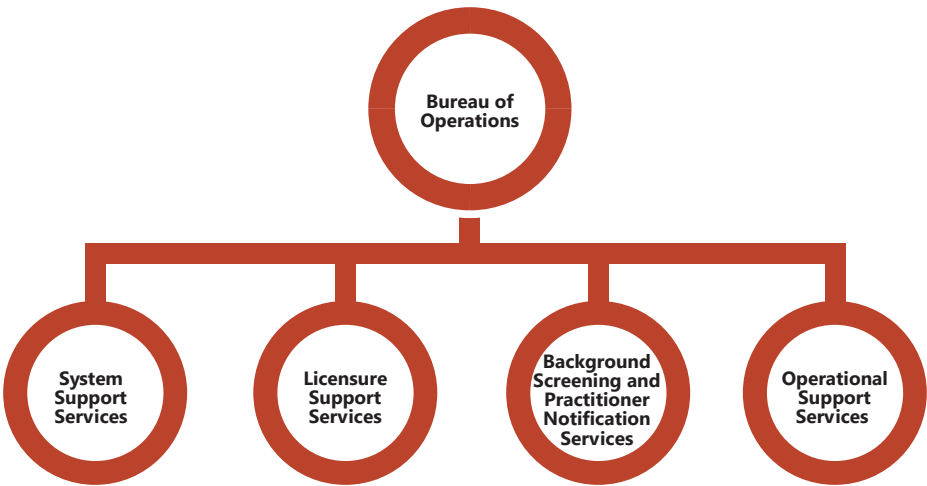 Bureau of
Operations
System
Support
Services
Licensure
Support
Services
Background
Screening and
Practitioner
Notification
Services
Operational
Support
Services